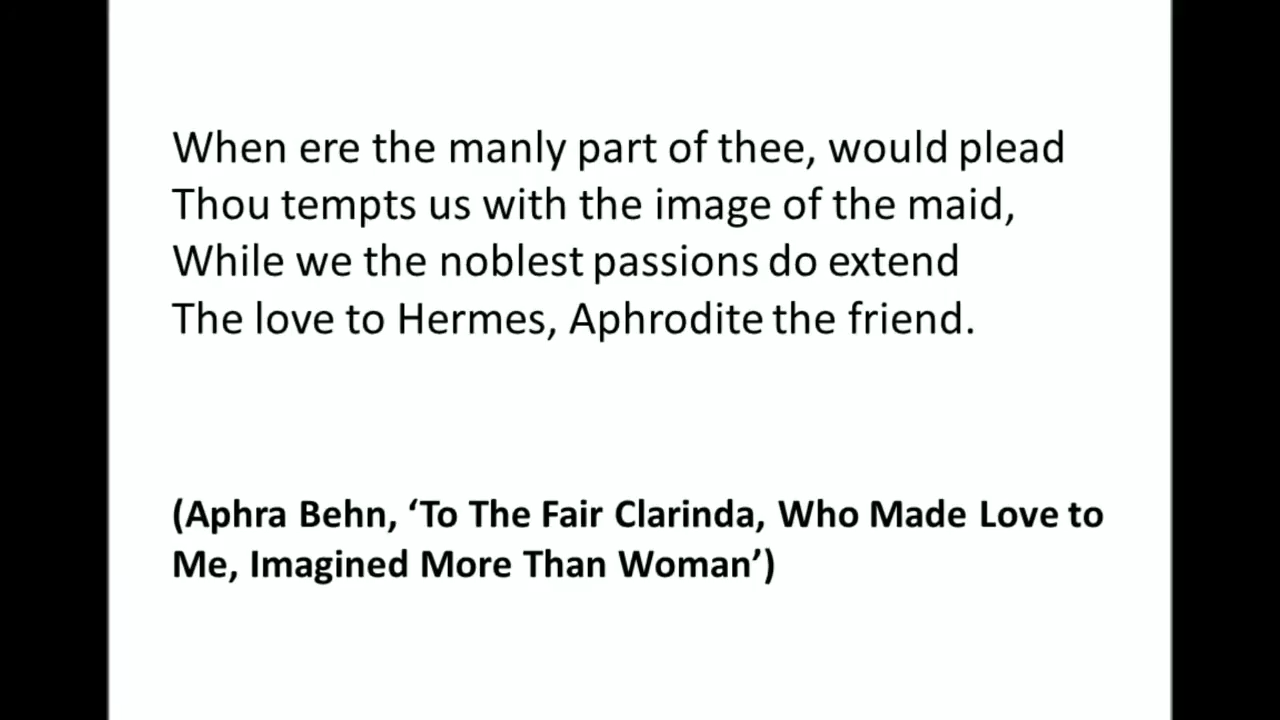 When ere the manly part of thee, would plead
Thou tempts us with the image of the maid,
While we the noblest passions do extend
The love to Hermes, Aphrodite the friend.
(Aphra Behn, ‘To The Fair Clarinda, Who Made Love to
Me, Imagined More Than Woman’)